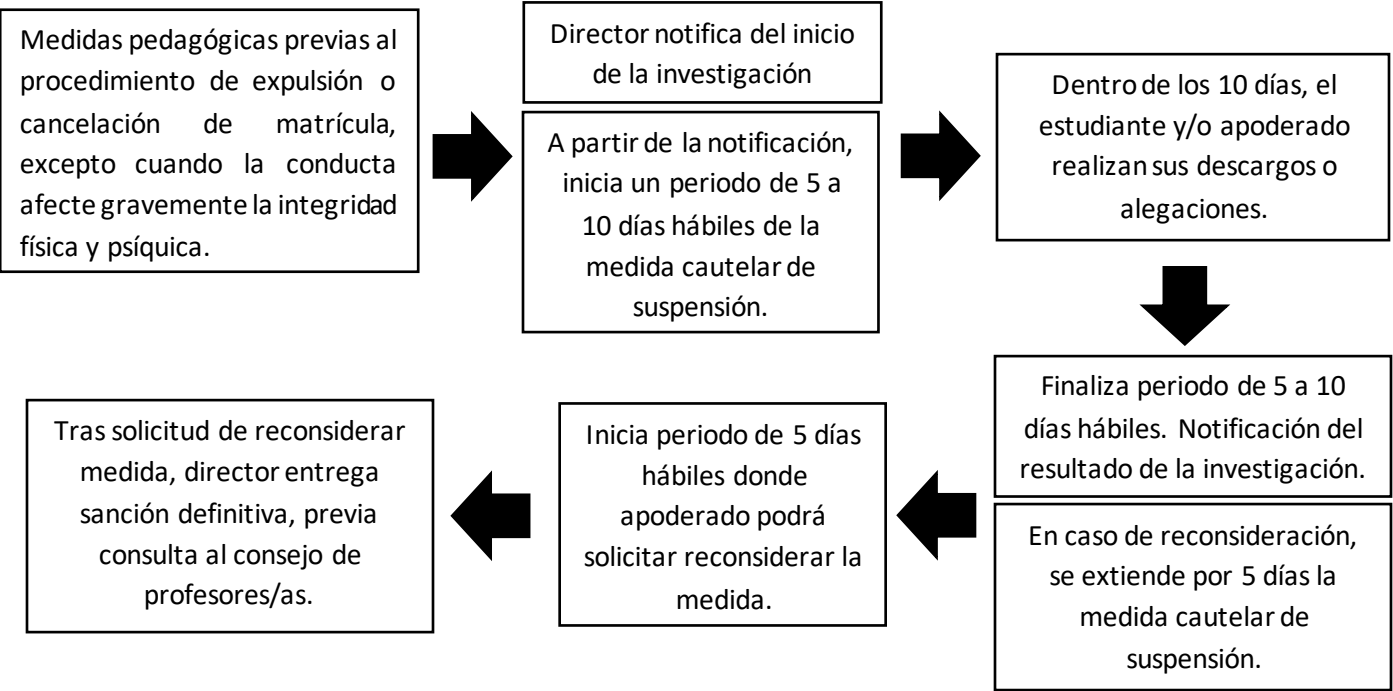 Medidas pedagógicas previas al
procedimiento de expulsión o
cancelación de matrícula,
excepto cuando la conducta
afecte gravemente la integridad
física y psíquica.
Director notifica del inicio
de la investigación
A partir de la notificación,
inicia un periodo de 5 a
10 días hábiles de la
medida cautelar de
suspensión.
Dentro de los 10 días, el
estudiante y/o apoderado
realizan sus descargos o
alegaciones.
Finaliza periodo de 5 a 10
días hábiles. Notificación del
resultado de la investigación.
En caso de reconsideración,
se extiende por 5 días la
medida cautelar de
suspensión.
Inicia periodo de 5 días
hábiles donde
apoderado podrá
solicitar reconsiderar la
medida.
Tras solicitud de reconsiderar
medida, director entrega
sanción definitiva, previa
consulta al consejo de
profesores/as.